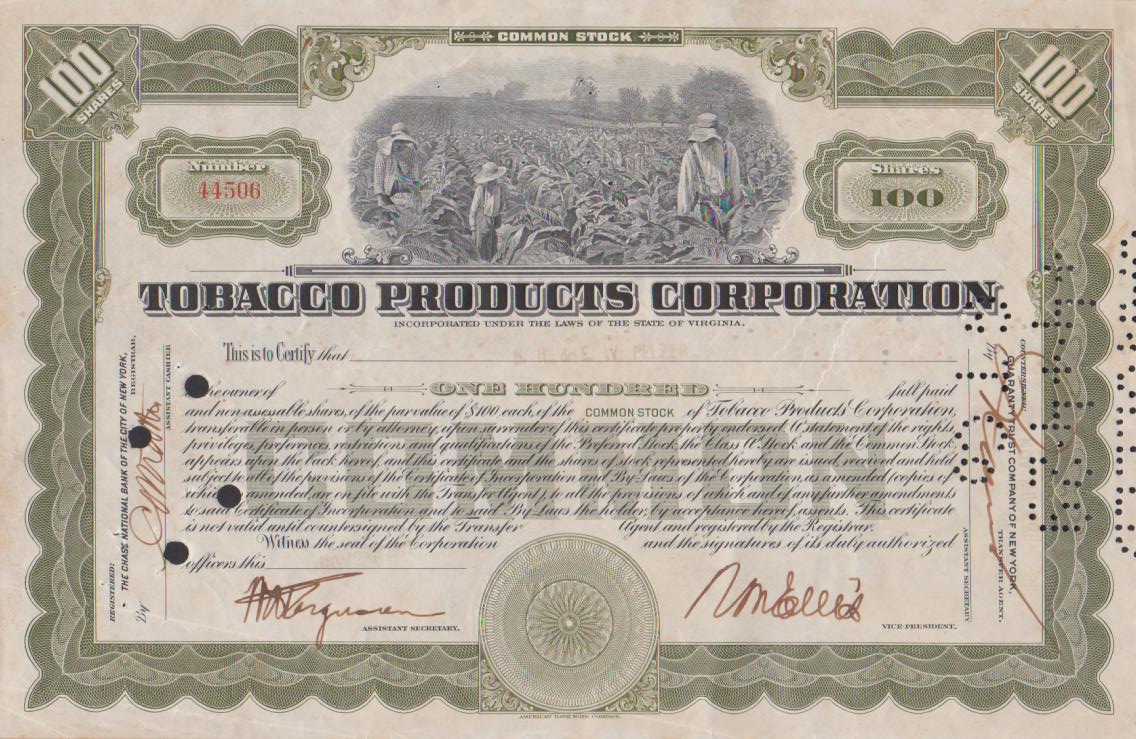 COMMON STOCK
100
SHARES
100
SHARES
Number
44506
Shares
100
TOBACCO PRODUCTS CORPORATION
INCORPORATED UNDER THE LAWS OF THE STATE OF VIRGINIA.
This is to Certify that
the owner of ONE HUNDRED full paid
and non-assessable shares, of the par value of $100 each, of the COMMON STOCK of Tobacco Products Corporation,
transferable in person or by attorney, upon surrender of this certificate properly endorsed. A statement of the rights
privileges, preferences, restrictions and qualifications of the Preferred Stock, the Class A Stock and the Common Stock
appears upon the back hereof, and this certificate and the shares of stock represented hereby are issued, received and held
subject to all of the provisions of the Certificate of Incorporation and By-Laws of the Corporation as amended (copies of
which as amended, are on file with the Transfer Agent), to all the provisions of which and of any further amendments
to said Certificate of Incorporation and to said By-Laws the holder, by acceptance hereof, assents. This certificate
is not valid until countersigned by the Transfer Agent and registered by the Registrar.
Witness the seal of the Corporation and the signatures of its duly authorized
officers this
COMMON
ASSISTANT SECRETARY.
VICE-PRESIDENT.
REGISTERED:
THE CHASE NATIONAL BANK OF THE CITY OF NEW YORK,
REGISTRAR,
By
ASSISTANT CASHIER
COUNTERSIGNED:
GUARANTY TRUST COMPANY OF NEW YORK,
TRANSFER AGENT,
By
ASSISTANT SECRETARY
AMERICAN BANK NOTE COMPANY.